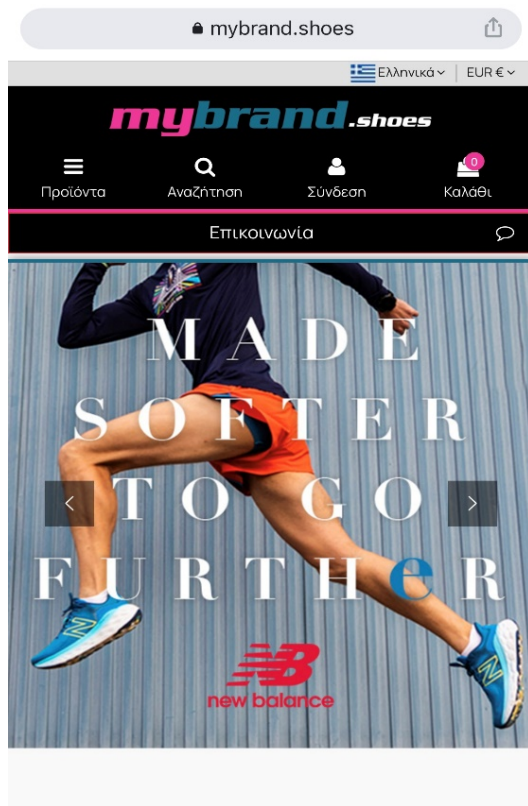 mybrand.shoes
Ελληνικά EUR €
mybrand.shoes
0
Προϊόντα Αναζήτηση Σύνδεση Καλάθι
Επικοινωνία
MADE
SOFTER
TO GO
FURTHeR
NB
new balance